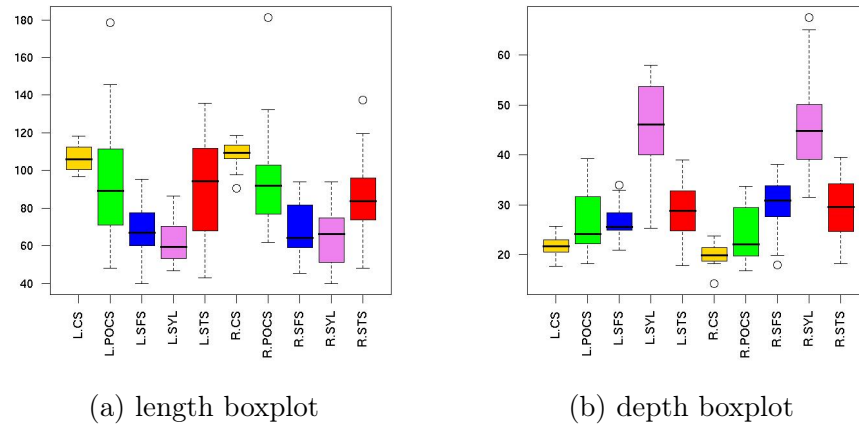 180
160
140
120
100
80
60
40
L.CS
L.POCS
L.SFS
L.SYL
L.STS
R.CS
R.POCS
R.SFS
R.SYL
R.STS
(a) length boxplot
60
50
40
30
20
L.CS
L.POCS
L.SFS
L.SYL
L.STS
R.CS
R.POCS
R.SFS
R.SYL
R.STS
(b) depth boxplot